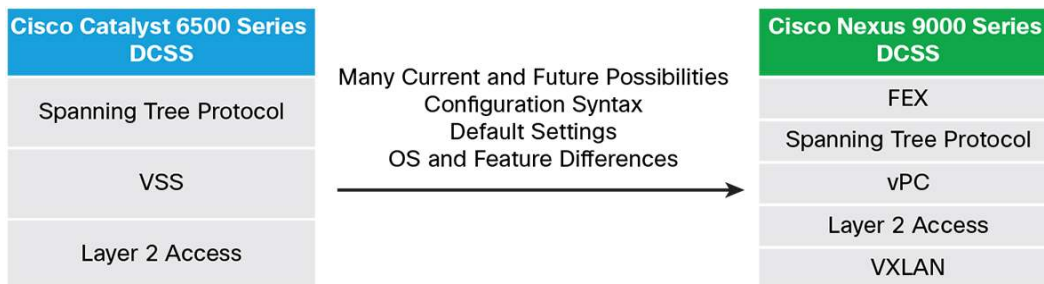 Cisco Catalyst 6500 Series
DCSS
Spanning Tree Protocol
VSS
Layer 2 Access
Many Current and Future Possibilities
Configuration Syntax
Default Settings
OS and Feature Differences
Cisco Nexus 9000 Series
DCSS
FEX
Spanning Tree Protocol
vPC
Layer 2 Access
VXLAN